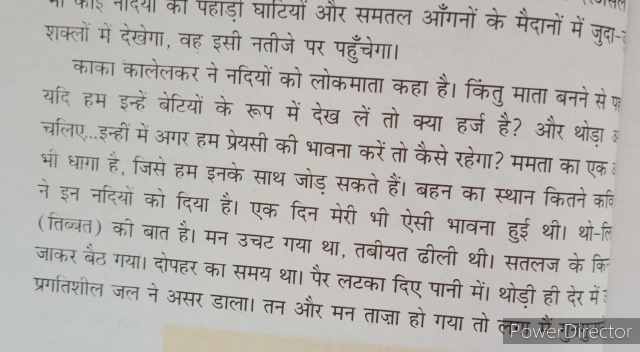 नदियों की पहाड़ी घाटियों और समतल आँगनों के मैदानों में जुदा-
शक्लों में देखेगा, वह इसी नतीजे पर पहुँचेगा।
काका कालेलकर ने नदियों को लोकमाता कहा है। किंतु माता बनने से
यदि हम इन्हें बेटियों के रूप में देख लें तो क्या हर्ज है? और थोड़ा
चलिए...इन्हीं में अगर हम प्रेयसी की भावना करें तो कैसे रहेगा? ममता का एक
भी धागा है, जिसे हम इनके साथ जोड़ सकते हैं। बहन का स्थान कितने
ने इन नदियों को दिया है। एक दिन मेरी भी ऐसी भावना हुई थी। थो-लि
(तिब्बत) की बात है। मन उचट गया था, तबीयत ढीली थी। सतलज के
जाकर बैठ गया। दोपहर का समय था। पैर लटका दिए पानी में। थोड़ी ही देर में
प्रगतिशील जल ने असर डाला। तन और मन ताज़ा हो गया तो
PowerDirector